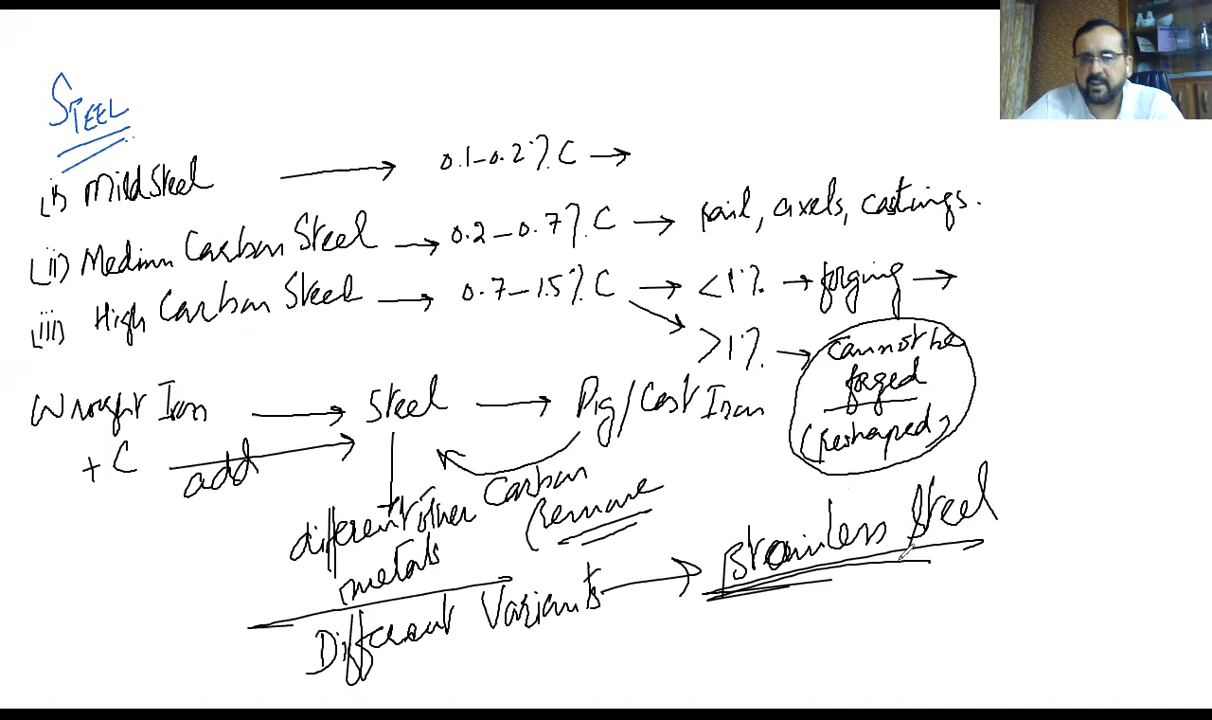 STEEL
(i) Mild Steel → 0.1-0.2% C →
(ii) Medium Carbon Steel → 0.2-0.7% C → rail, axels, castings.
(iii) High Carbon Steel → 0.7-1.5% C → <1% → forging →
>1% → cannot be
forged
(Reshaped)
Wrought Iron → Steel → Pig/Cast Iron
+ C add
Carbon
(Remove
different other
metals
Different Variants → Stainless Steel